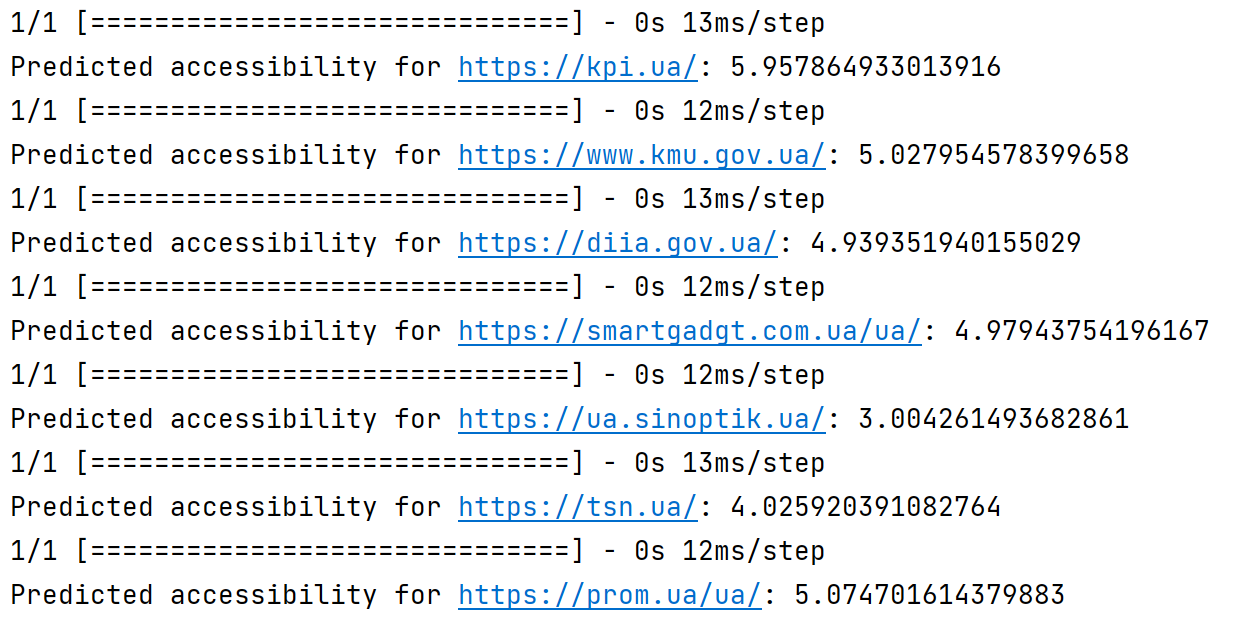 1/1 [==============================] - 0s 13ms/step
Predicted accessibility for https://kpi.ua/: 5.957864933013916
1/1 [==============================] - 0s 12ms/step
Predicted accessibility for https://www.kmu.gov.ua/: 5.027954578399658
1/1 [==============================] - 0s 13ms/step
Predicted accessibility for https://diia.gov.ua/: 4.939351940155029
1/1 [==============================] - 0s 12ms/step
Predicted accessibility for https://smartgadgt.com.ua/ua/: 4.97943754196167
1/1 [==============================] - 0s 12ms/step
Predicted accessibility for https://ua.sinoptik.ua/: 3.004261493682861
1/1 [==============================] - 0s 13ms/step
Predicted accessibility for https://tsn.ua/: 4.025920391082764
1/1 [==============================] - 0s 12ms/step
Predicted accessibility for https://prom.ua/ua/: 5.074701614379883